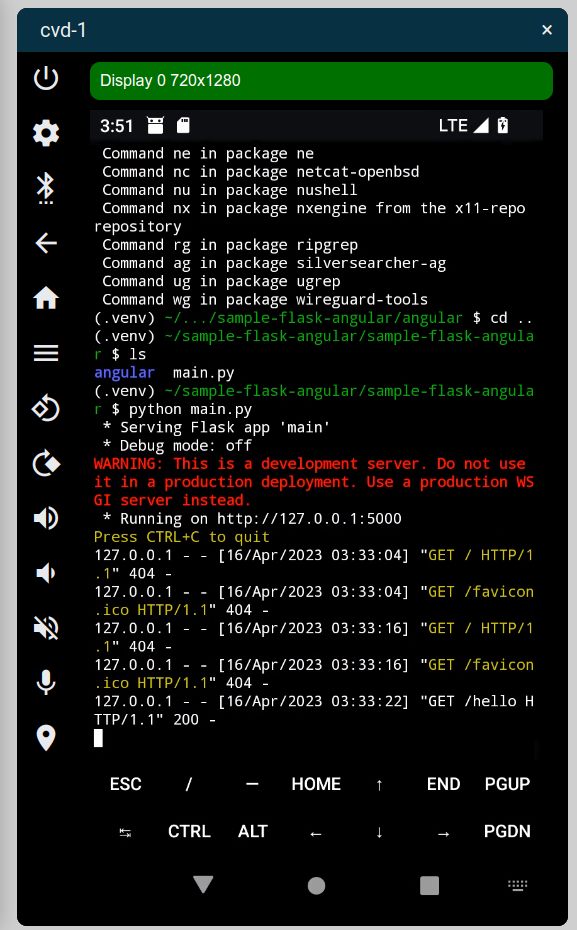 cvd-1 ×
Display 0 720x1280
3:51 LTE
Command ne in package ne
Command nc in package netcat-openbsd
Command nu in package nushell
Command nx in package nxengine from the x11-repo
repository
Command rg in package ripgrep
Command ag in package silversearcher-ag
Command ug in package ugrep
Command wg in package wireguard-tools
(.venv) ~/.../sample-flask-angular/angular $ cd ..
(.venv) ~/sample-flask-angular/sample-flask-angula
r $ ls
angular  main.py
(.venv) ~/sample-flask-angular/sample-flask-angula
r $ python main.py
* Serving Flask app 'main'
* Debug mode: off
WARNING: This is a development server. Do not use
it in a production deployment. Use a production WS
GI server instead.
* Running on http://127.0.0.1:5000
Press CTRL+C to quit
127.0.0.1 - - [16/Apr/2023 03:33:04] "GET / HTTP/1
.1" 404 -
127.0.0.1 - - [16/Apr/2023 03:33:04] "GET /favicon
.ico HTTP/1.1" 404 -
127.0.0.1 - - [16/Apr/2023 03:33:16] "GET / HTTP/1
.1" 404 -
127.0.0.1 - - [16/Apr/2023 03:33:16] "GET /favicon
.ico HTTP/1.1" 404 -
127.0.0.1 - - [16/Apr/2023 03:33:22] "GET /hello H
TTP/1.1" 200 -
ESC / — HOME ↑ END PGUP
↹ CTRL ALT ← ↓ → PGDN